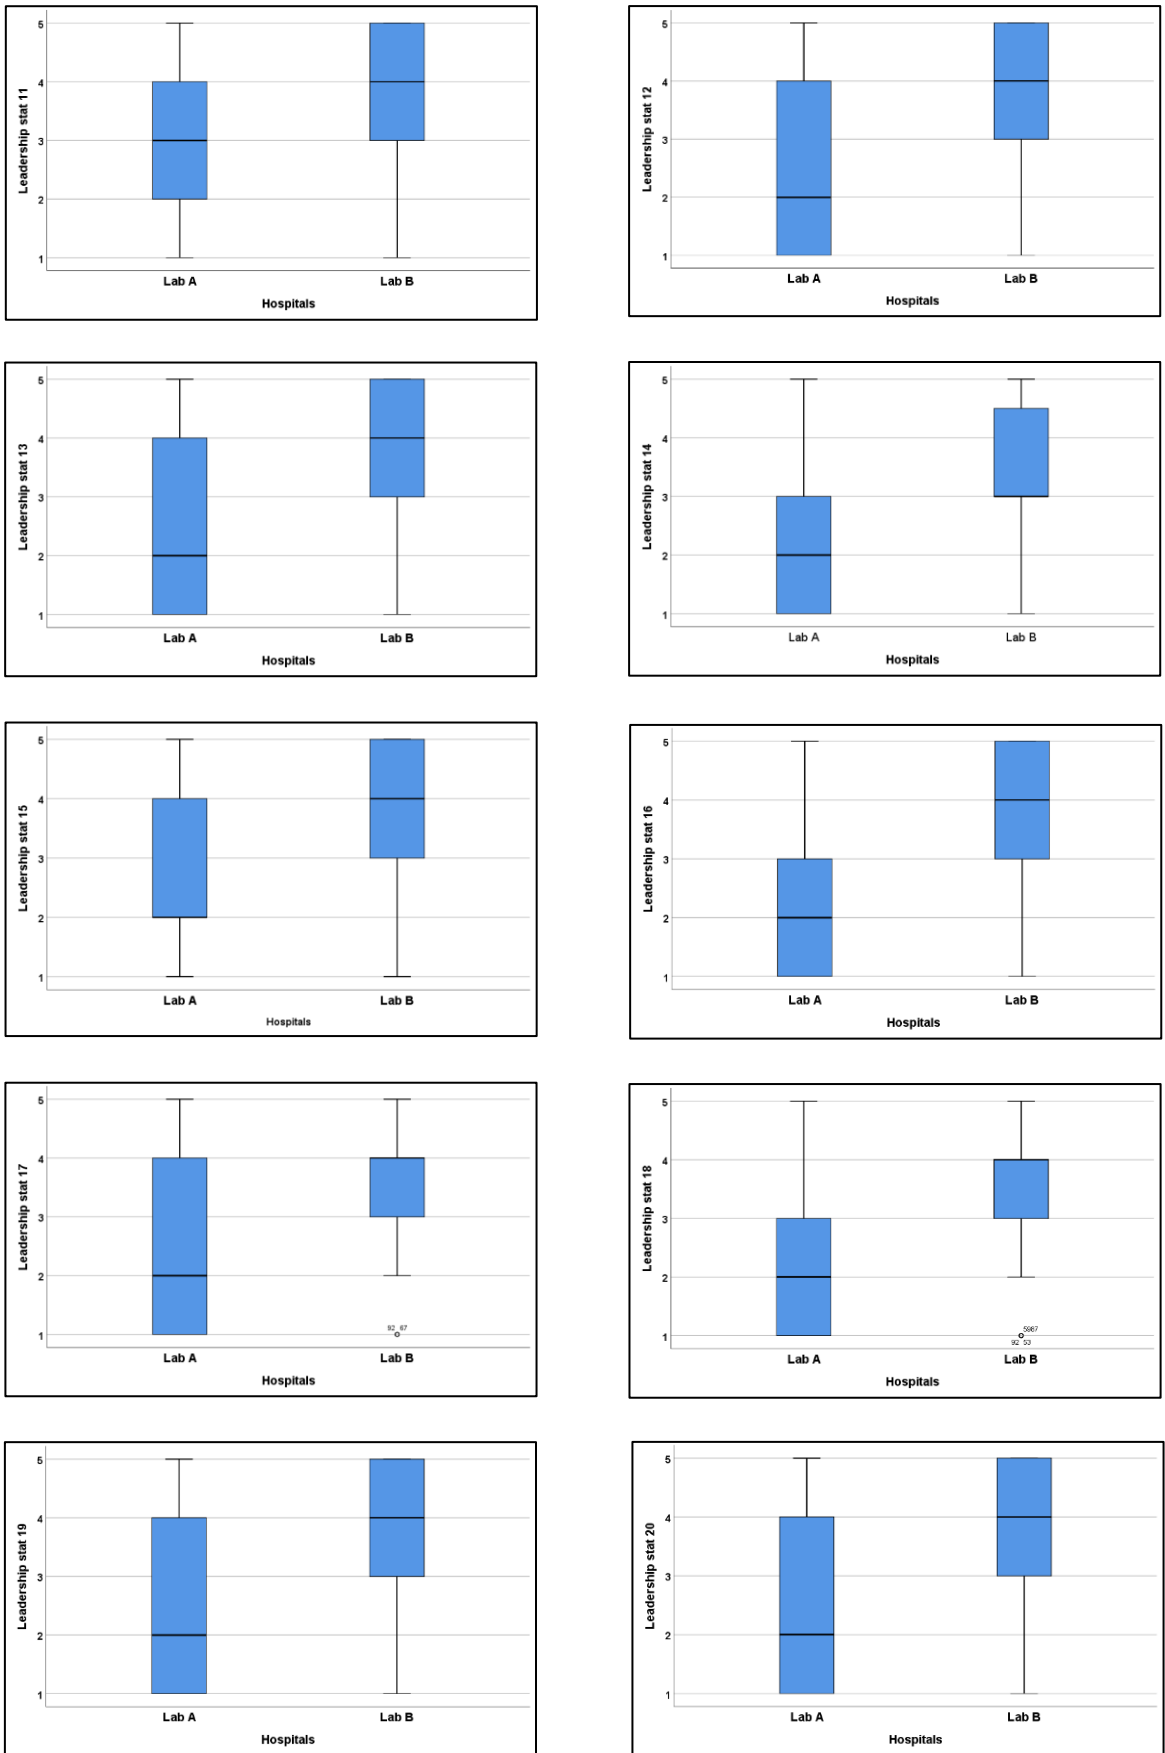 Leadership stat 11
5
4
3
2
1
Lab A Lab B
Hospitals
Leadership stat 12
5
4
3
2
1
Lab A Lab B
Hospitals
Leadership stat 13
5
4
3
2
1
Lab A Lab B
Hospitals
Leadership stat 14
5
4
3
2
1
Lab A Lab B
Hospitals
Leadership stat 15
5
4
3
2
1
Lab A Lab B
Hospitals
Leadership stat 16
5
4
3
2
1
Lab A Lab B
Hospitals
Leadership stat 17
5
4
3
2
92 67
1
Lab A Lab B
Hospitals
Leadership stat 18
5
4
3
2
5967
1
92 53
Lab A Lab B
Hospitals
Leadership stat 19
5
4
3
2
1
Lab A Lab B
Hospitals
Leadership stat 20
5
4
3
2
1
Lab A Lab B
Hospitals